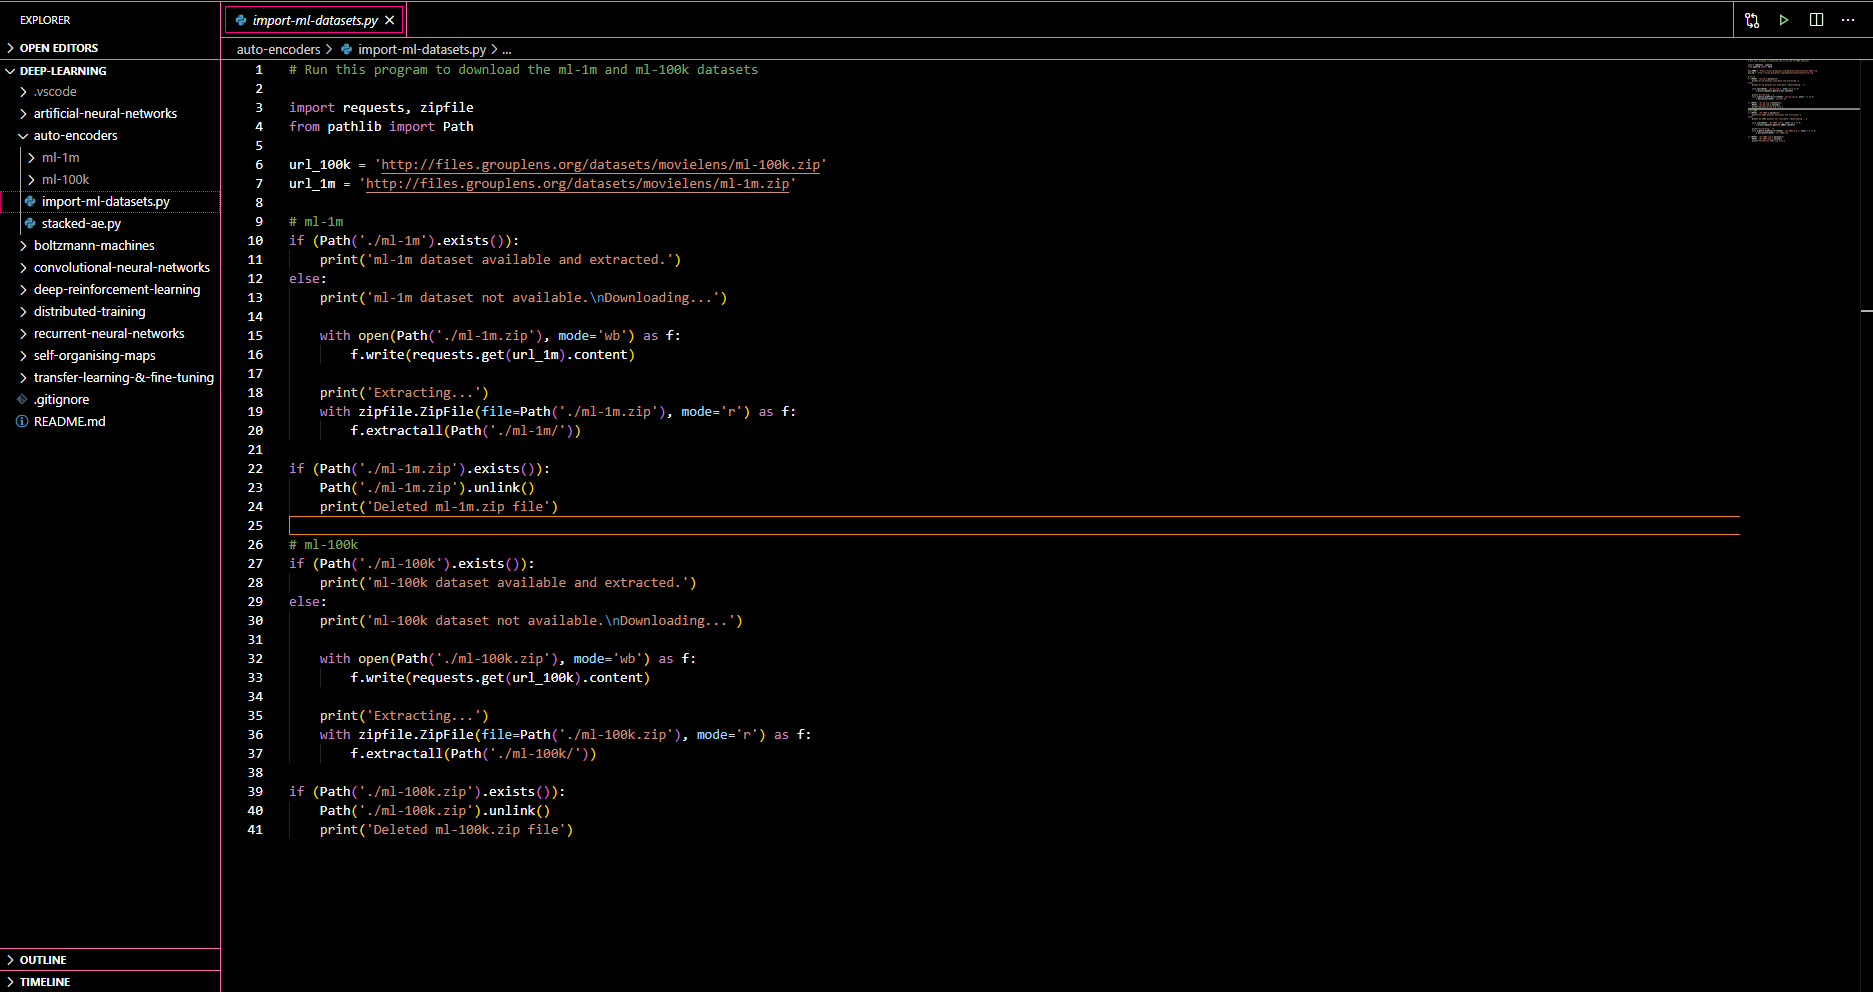 EXPLORER
OPEN EDITORS
DEEP-LEARNING
.vscode
artificial-neural-networks
auto-encoders
ml-1m
ml-100k
import-ml-datasets.py
stacked-ae.py
boltzmann-machines
convolutional-neural-networks
deep-reinforcement-learning
distributed-training
recurrent-neural-networks
self-organising-maps
transfer-learning-&-fine-tuning
.gitignore
README.md
OUTLINE
TIMELINE
import-ml-datasets.py
auto-encoders > import-ml-datasets.py > ...
1 # Run this program to download the ml-1m and ml-100k datasets
2
3 import requests, zipfile
4 from pathlib import Path
5
6 url_100k = 'http://files.grouplens.org/datasets/movielens/ml-100k.zip'
7 url_1m = 'http://files.grouplens.org/datasets/movielens/ml-1m.zip'
8
9 # ml-1m
10 if (Path('./ml-1m').exists()):
11     print('ml-1m dataset available and extracted.')
12 else:
13     print('ml-1m dataset not available.\nDownloading...')
14
15     with open(Path('./ml-1m.zip'), mode='wb') as f:
16         f.write(requests.get(url_1m).content)
17
18     print('Extracting...')
19     with zipfile.ZipFile(file=Path('./ml-1m.zip'), mode='r') as f:
20         f.extractall(Path('./ml-1m/'))
21
22 if (Path('./ml-1m.zip').exists()):
23     Path('./ml-1m.zip').unlink()
24     print('Deleted ml-1m.zip file')
25
26 # ml-100k
27 if (Path('./ml-100k').exists()):
28     print('ml-100k dataset available and extracted.')
29 else:
30     print('ml-100k dataset not available.\nDownloading...')
31
32     with open(Path('./ml-100k.zip'), mode='wb') as f:
33         f.write(requests.get(url_100k).content)
34
35     print('Extracting...')
36     with zipfile.ZipFile(file=Path('./ml-100k.zip'), mode='r') as f:
37         f.extractall(Path('./ml-100k/'))
38
39 if (Path('./ml-100k.zip').exists()):
40     Path('./ml-100k.zip').unlink()
41     print('Deleted ml-100k.zip file')